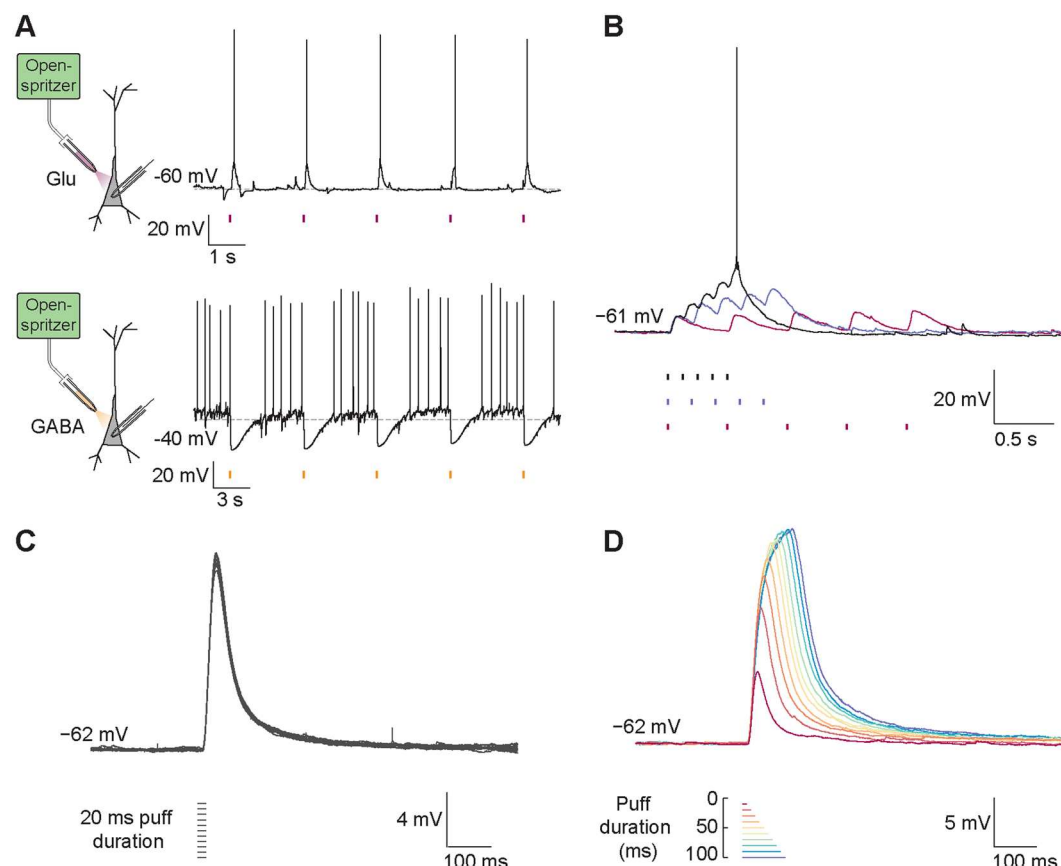 A
Open-
spritzer
Glu
-60 mV
20 mV
1 s
Open-
spritzer
GABA
-40 mV
20 mV
3 s
B
−61 mV
20 mV
0.5 s
C
−62 mV
20 ms puff
duration
4 mV
100 ms
D
−62 mV
Puff
duration
(ms)
0
50
100
5 mV
100 ms